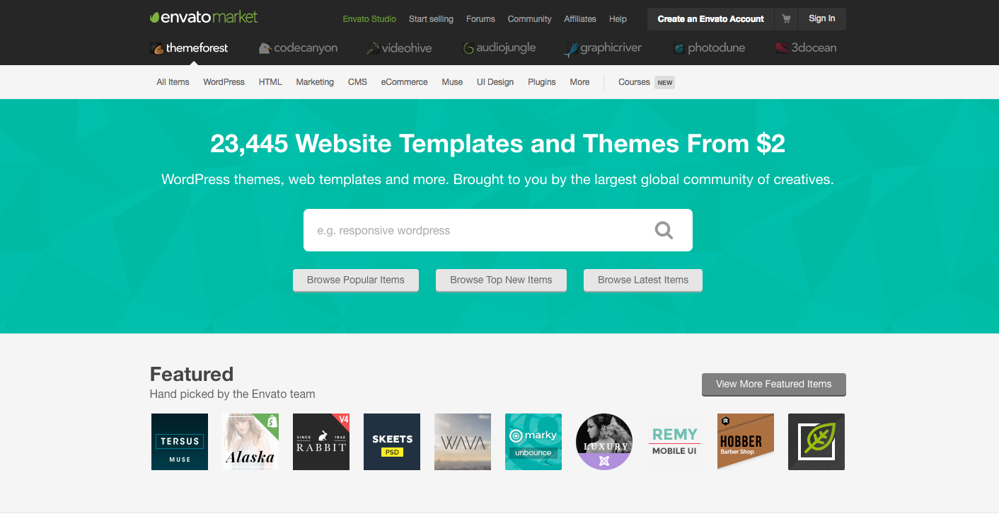 envato market
Envato Studio Start selling Forums Community Affiliates Help
Create an Envato Account Sign In
themeforest codecanyon videohive audiojungle graphicriver photodune 3docean
All Items WordPress HTML Marketing CMS eCommerce Muse UI Design Plugins More Courses NEW
23,445 Website Templates and Themes From $2
WordPress themes, web templates and more. Brought to you by the largest global community of creatives.
e.g. responsive wordpress
Browse Popular Items Browse Top New Items Browse Latest Items
Featured
Hand picked by the Envato team
View More Featured Items
TERSUS
MUSE
Alaska
V4
SINCE 1942
RABBIT
SKEETS
PSD
WAVA
marky
unbounce
LUXURY
REMY
MOBILE UI
HOBBER
Barber Shop